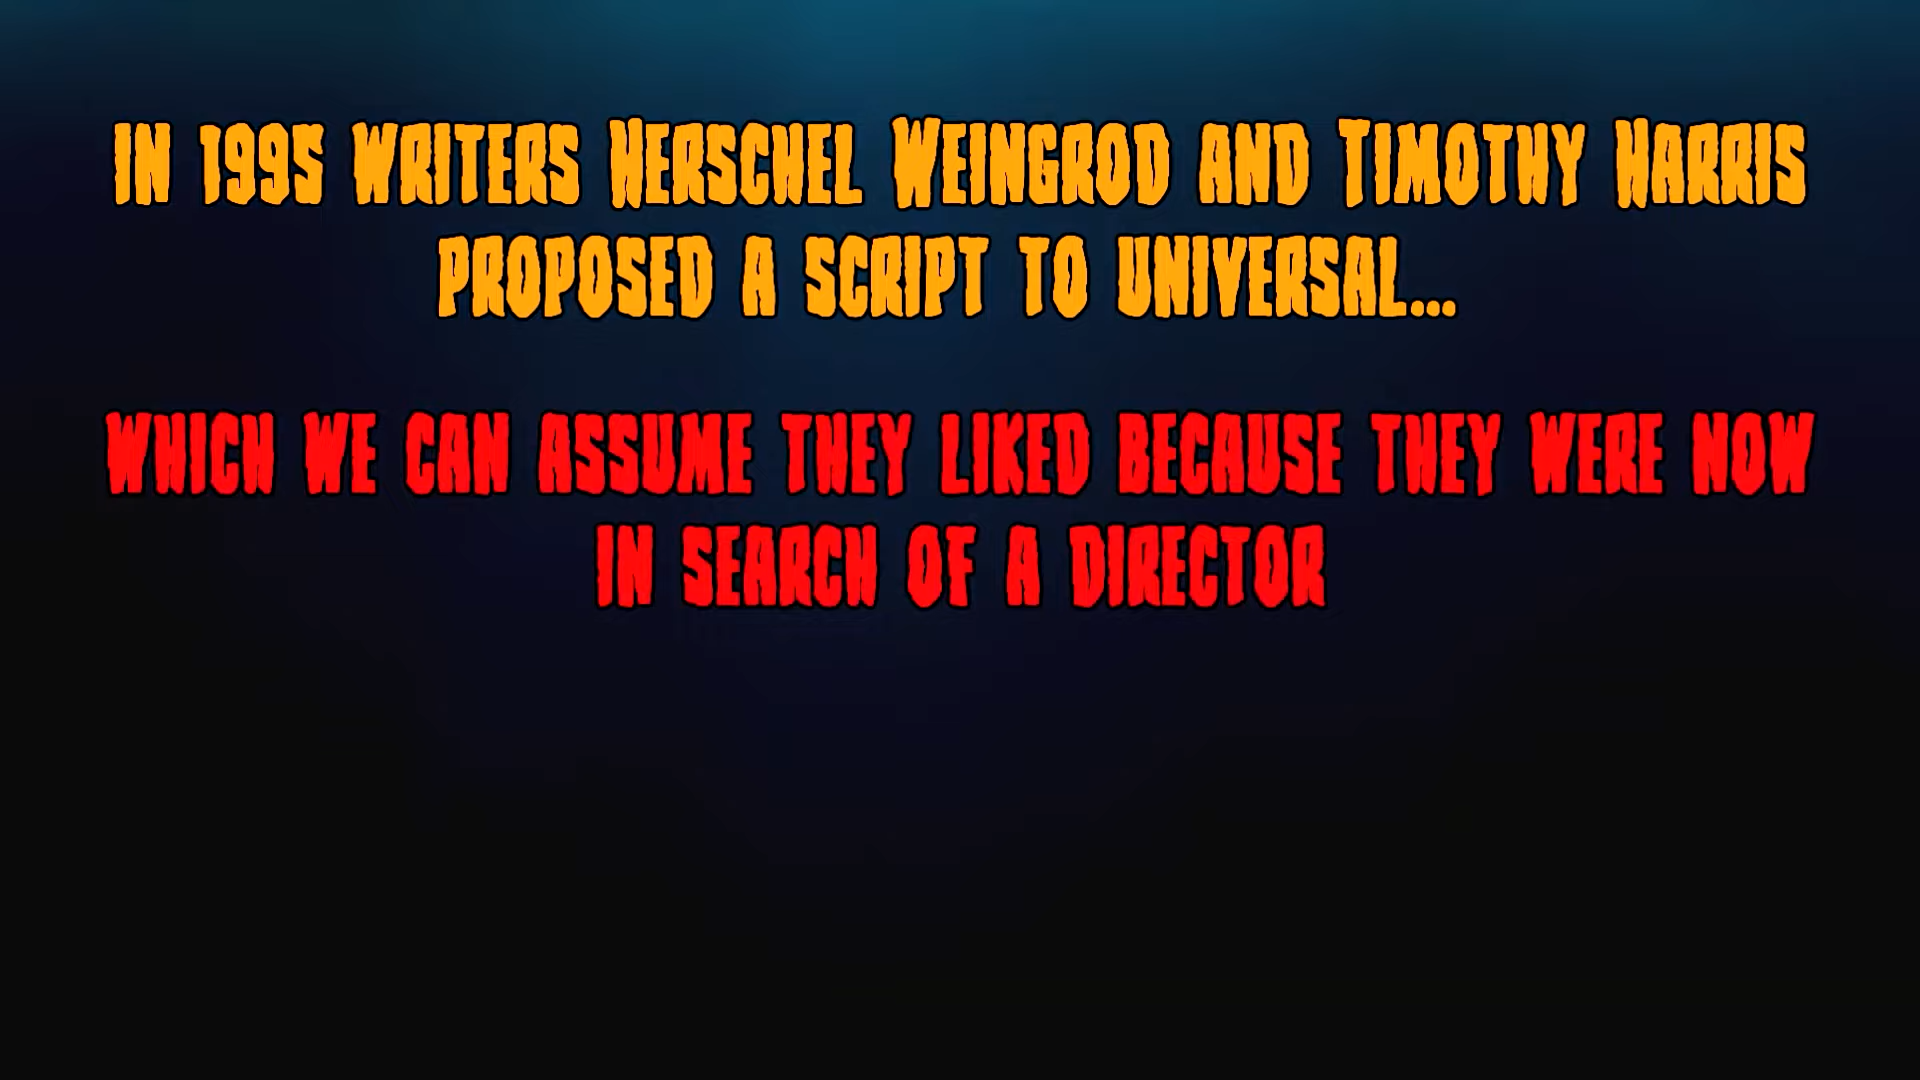 In 1995 writers Herschel Weingrod and Timothy Harris
proposed a script to Universal...
which we can assume they liked because they were now
in search of a director